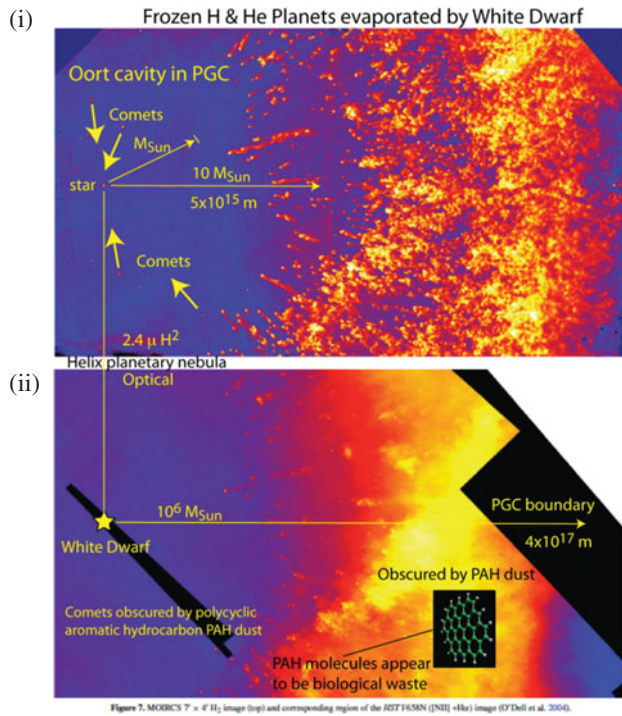 (i)
Frozen H & He Planets evaporated by White Dwarf
Oort cavity in PGC
Comets
MSun
star
10 MSun
5x10^15 m
Comets
2.4 μ H^2
Helix planetary nebula
(ii)
Optical
10^6 MSun
PGC boundary
White Dwarf
4x10^17 m
Obscured by PAH dust
Comets obscured by polycyclic
aromatic hydrocarbon PAH dust
PAH molecules appear
to be biological waste
Figure 7. MOIRCS 7′ × 4′ H2 image (top) and corresponding region of the HST F658N ([NII] +Hα) image (O'Dell et al. 2004).